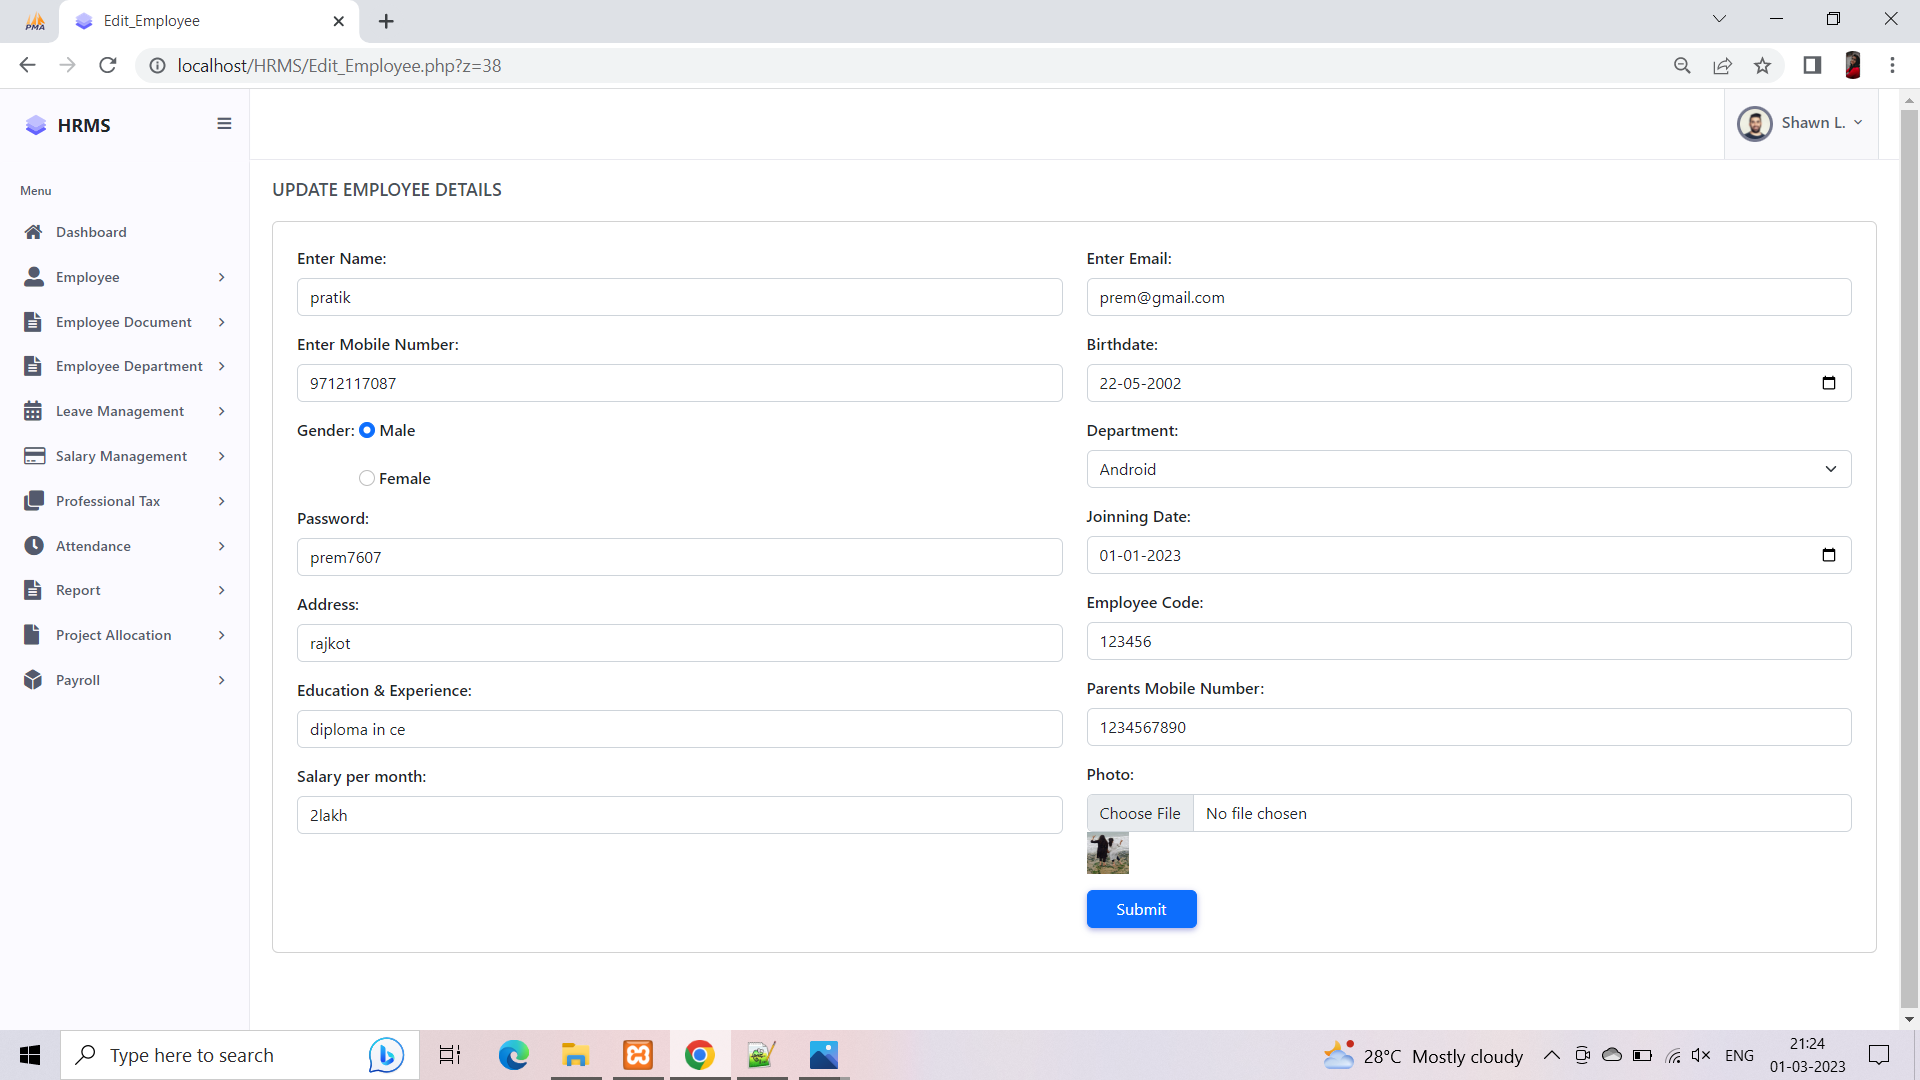 PMA
Edit_Employee
localhost/HRMS/Edit_Employee.php?z=38
HRMS
Shawn L.
Menu
Dashboard
Employee
Employee Document
Employee Department
Leave Management
Salary Management
Professional Tax
Attendance
Report
Project Allocation
Payroll
UPDATE EMPLOYEE DETAILS
Enter Name:
pratik
Enter Mobile Number:
9712117087
Gender: Male
Female
Password:
prem7607
Address:
rajkot
Education & Experience:
diploma in ce
Salary per month:
2lakh
Enter Email:
prem@gmail.com
Birthdate:
22-05-2002
Department:
Android
Joinning Date:
01-01-2023
Employee Code:
123456
Parents Mobile Number:
1234567890
Photo:
Choose File No file chosen
Submit
Type here to search
28°C Mostly cloudy
ENG
21:24
01-03-2023